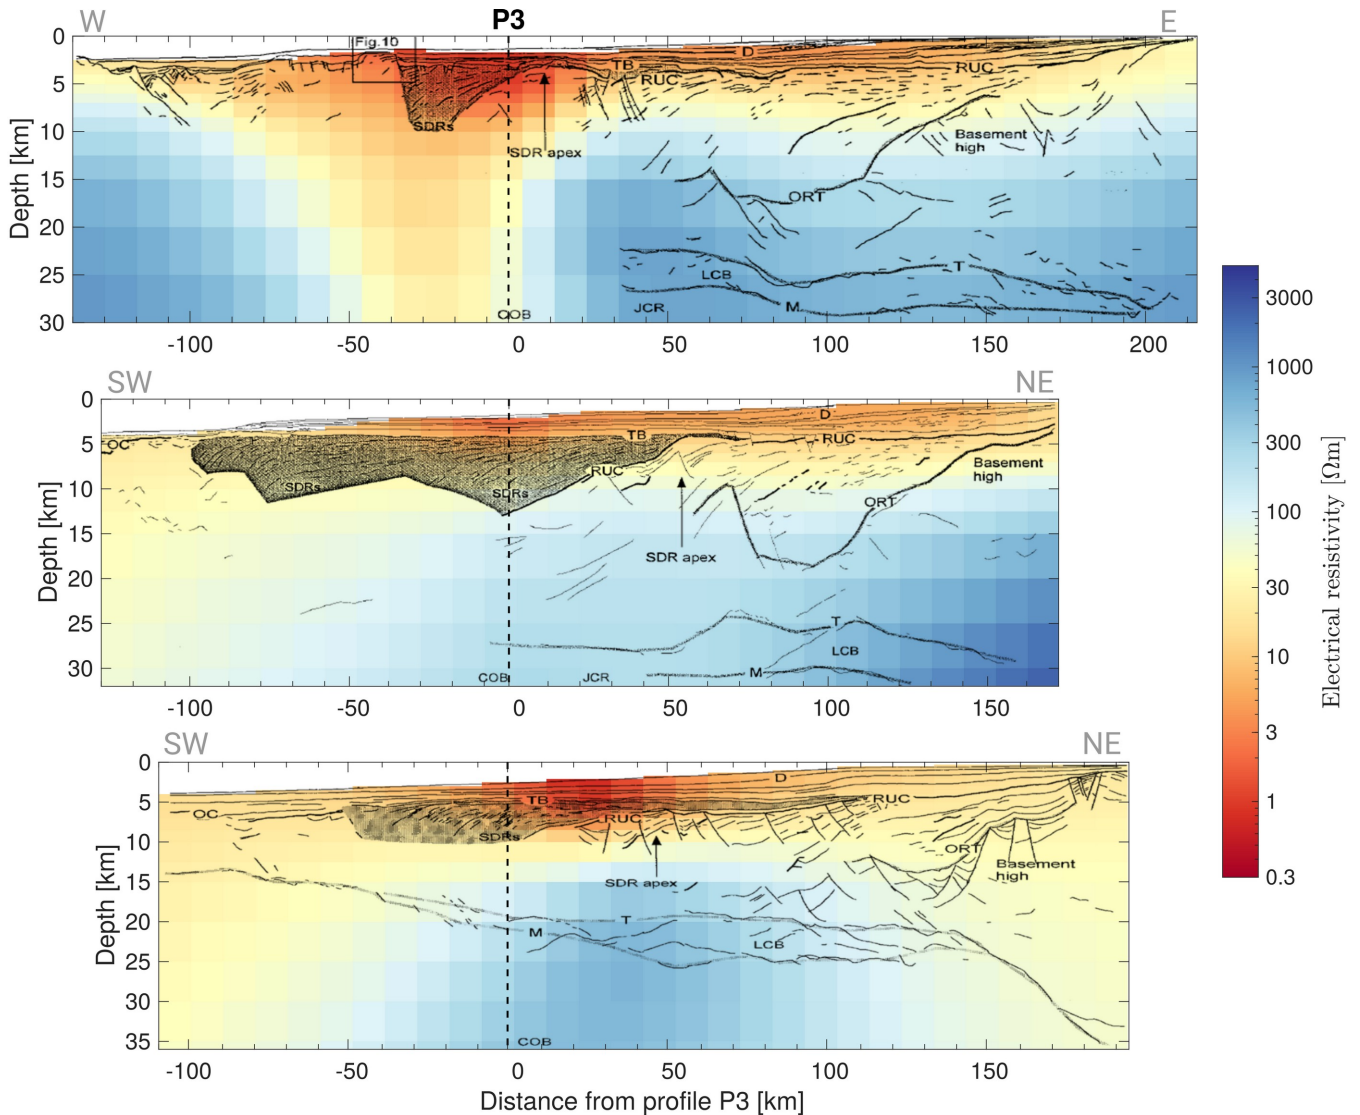 W P3 E
0
5
10
15
20
25
30
Depth [km]
Fig.10
D
TB
RUC
RUC
SDRs
SDR apex
Basement
high
ORT
LCB
T
JCR
M
COB
-100 -50 0 50 100 150 200
SW NE
0
5
10
15
20
25
30
Depth [km]
OC
D
TB
RUC
RUC
SDRs
SDRs
Basement
high
ORT
SDR apex
T
LCB
M
COB
JCR
-100 -50 0 50 100 150
SW NE
0
5
10
15
20
25
30
35
Depth [km]
D
OC
TB
RUC
RUC
SDRs
ORT
Basement
high
SDR apex
T
M
LCB
COB
-100 -50 0 50 100 150
Distance from profile P3 [km]
3000
1000
300
100
30
10
3
1
0.3
Electrical resistivity [Ωm]